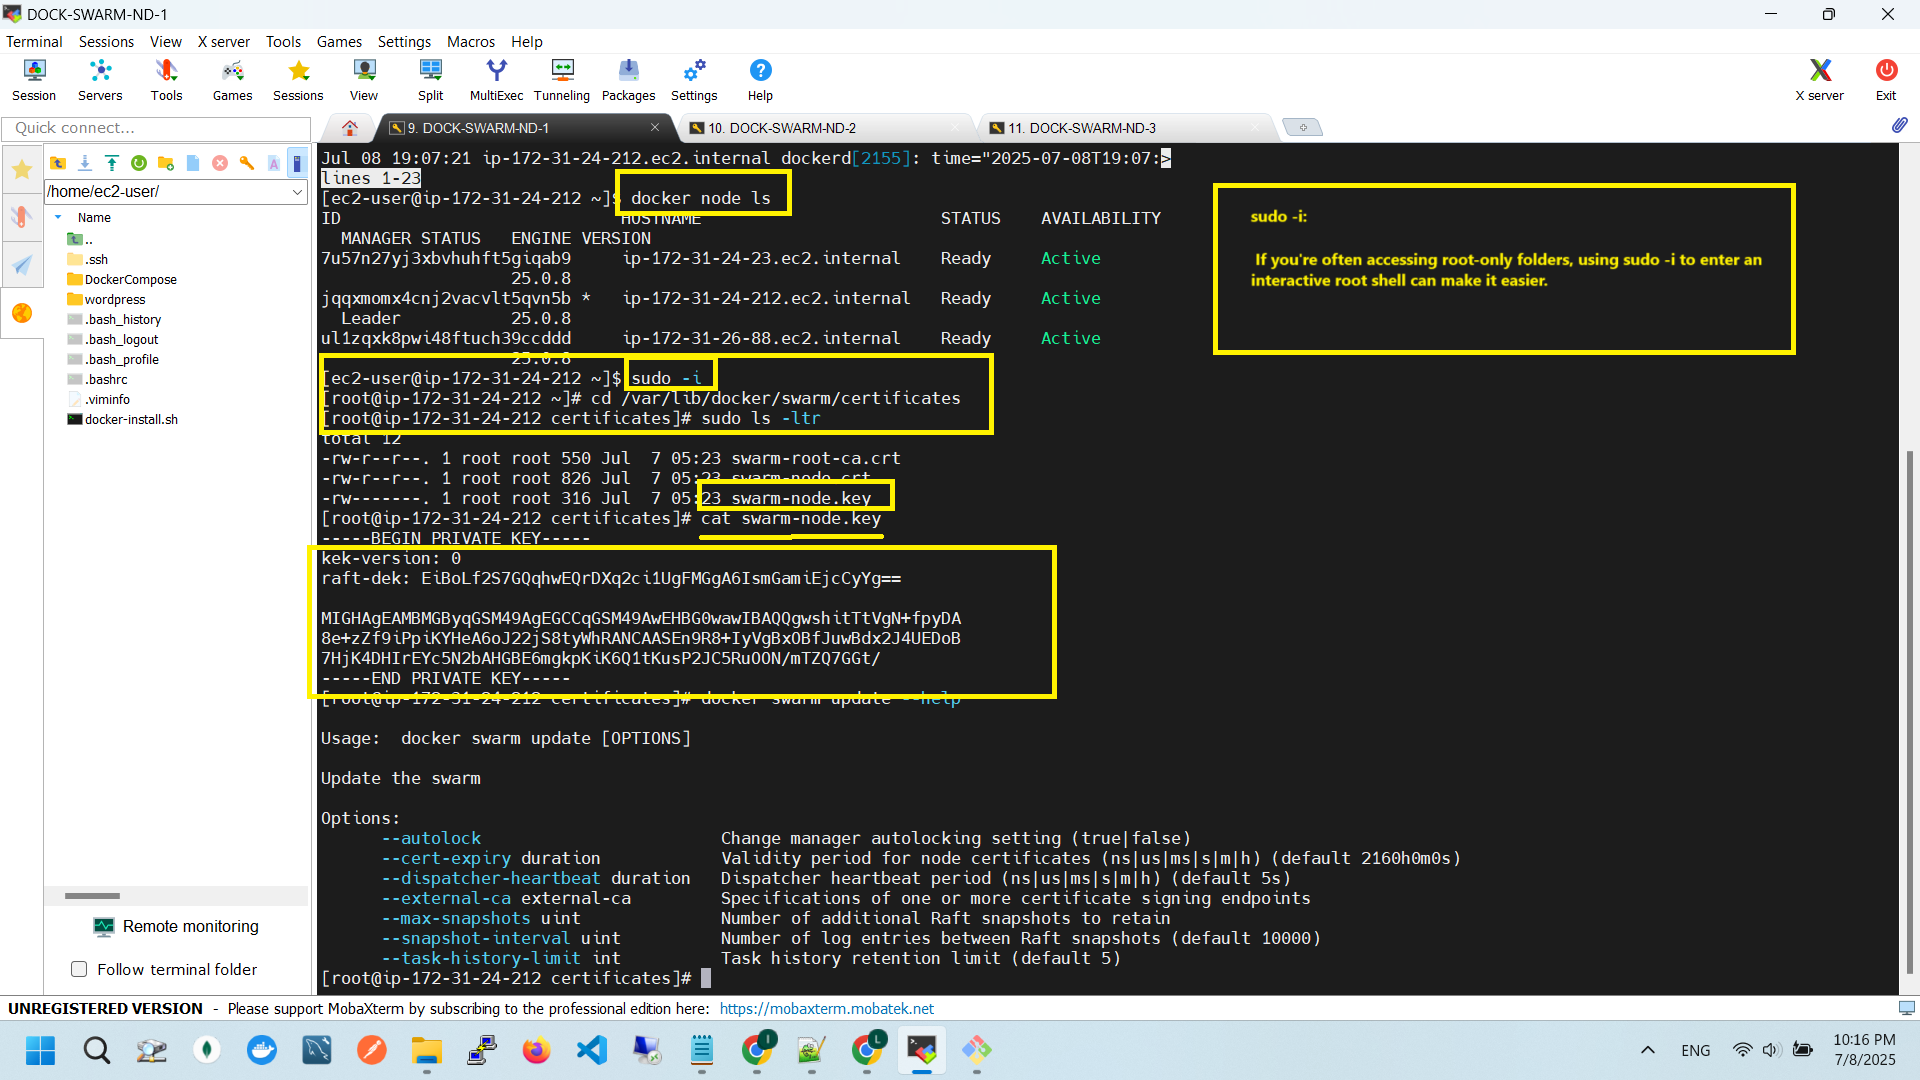 DOCK-SWARM-ND-1
Terminal Sessions View X server Tools Games Settings Macros Help
Session Servers Tools Games Sessions View Split MultiExec Tunneling Packages Settings Help X server Exit
Quick connect...
9. DOCK-SWARM-ND-1
10. DOCK-SWARM-ND-2
11. DOCK-SWARM-ND-3
/home/ec2-user/
Name
..
.ssh
DockerCompose
wordpress
.bash_history
.bash_logout
.bash_profile
.bashrc
.viminfo
docker-install.sh
Remote monitoring
Follow terminal folder
Jul 08 19:07:21 ip-172-31-24-212.ec2.internal dockerd[2155]: time="2025-07-08T19:07:>
lines 1-23
[ec2-user@ip-172-31-24-212 ~]$ docker node ls
ID HOSTNAME STATUS AVAILABILITY
MANAGER STATUS ENGINE VERSION
7u57n27yj3xbvhuhft5giqab9 ip-172-31-24-23.ec2.internal Ready Active
25.0.8
jqqxmomx4cnj2vacvlt5qvn5b * ip-172-31-24-212.ec2.internal Ready Active
Leader 25.0.8
ul1zqxk8pwi48ftuch39ccddd ip-172-31-26-88.ec2.internal Ready Active
25.0.8
[ec2-user@ip-172-31-24-212 ~]$ sudo -i
[root@ip-172-31-24-212 ~]# cd /var/lib/docker/swarm/certificates
[root@ip-172-31-24-212 certificates]# sudo ls -ltr
total 12
-rw-r--r--. 1 root root 550 Jul  7 05:23 swarm-root-ca.crt
-rw-r--r--. 1 root root 826 Jul  7 05:23 swarm-node.crt
-rw-------. 1 root root 316 Jul  7 05:23 swarm-node.key
[root@ip-172-31-24-212 certificates]# cat swarm-node.key
-----BEGIN PRIVATE KEY-----
kek-version: 0
raft-dek: EiBoLf2S7GQqhwEQrDXq2ci1UgFMGgA6IsmGamiEjcCyYg==
MIGHAgEAMBMGByqGSM49AgEGCCqGSM49AwEHBG0wawIBAQQgwshitTtVgN+fpyDA
8e+zZf9iPpiKYHeA6oJ22jS8tyWhRANCAASEn9R8+IyVgBxOBfJuwBdx2J4UEDoB
7HjK4DHIrEYc5N2bAHGBE6mgkpKiK6Q1tKusP2JC5RuOON/mTZQ7GGt/
-----END PRIVATE KEY-----
[root@ip-172-31-24-212 certificates]# docker swarm update --help
Usage:  docker swarm update [OPTIONS]
Update the swarm
Options:
--autolock Change manager autolocking setting (true|false)
--cert-expiry duration Validity period for node certificates (ns|us|ms|s|m|h) (default 2160h0m0s)
--dispatcher-heartbeat duration Dispatcher heartbeat period (ns|us|ms|s|m|h) (default 5s)
--external-ca external-ca Specifications of one or more certificate signing endpoints
--max-snapshots uint Number of additional Raft snapshots to retain
--snapshot-interval uint Number of log entries between Raft snapshots (default 10000)
--task-history-limit int Task history retention limit (default 5)
[root@ip-172-31-24-212 certificates]#
sudo -i:
If you're often accessing root-only folders, using sudo -i to enter an
interactive root shell can make it easier.
UNREGISTERED VERSION - Please support MobaXterm by subscribing to the professional edition here: https://mobaxterm.mobatek.net
ENG
10:16 PM
7/8/2025